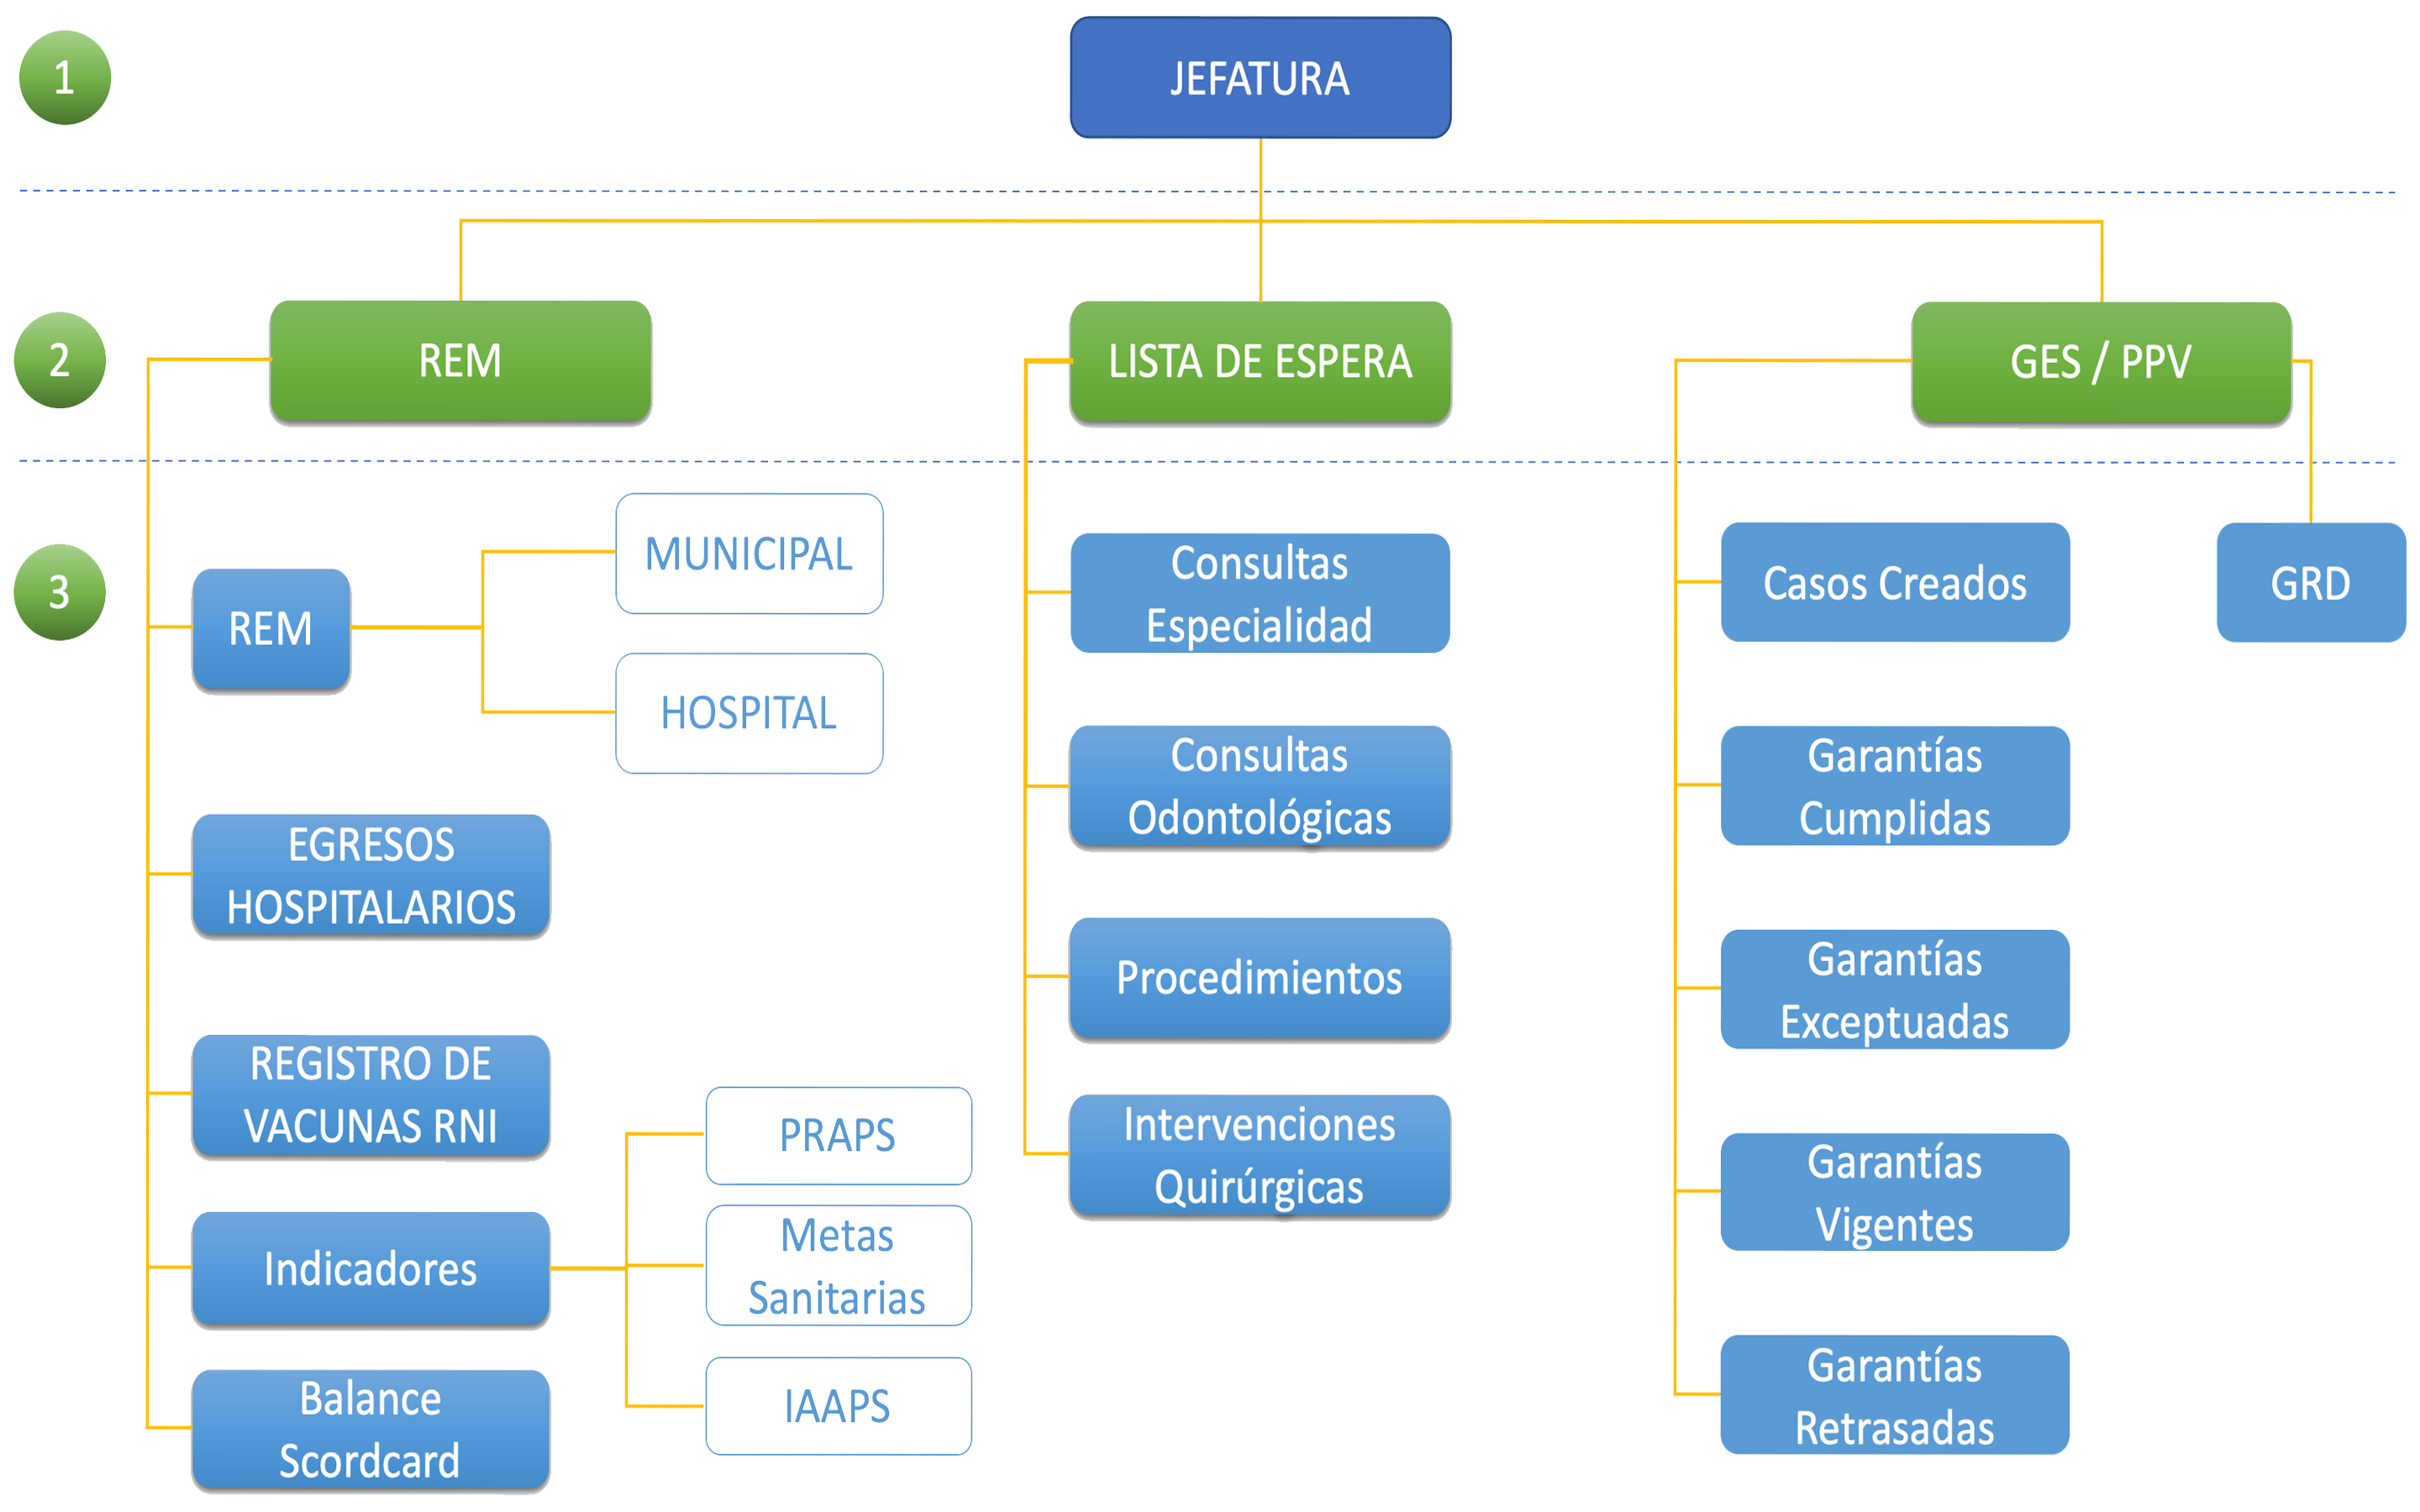 1
JEFATURA
2
REM
LISTA DE ESPERA
GES / PPV
3
REM
MUNICIPAL
HOSPITAL
EGRESOS
HOSPITALARIOS
REGISTRO DE
VACUNAS RNI
Indicadores
PRAPS
Metas
Sanitarias
IAAPS
Balance
Scordcard
Consultas
Especialidad
Consultas
Odontológicas
Procedimientos
Intervenciones
Quirúrgicas
Casos Creados
Garantías
Cumplidas
Garantías
Exceptuadas
Garantías
Vigentes
Garantías
Retrasadas
GRD